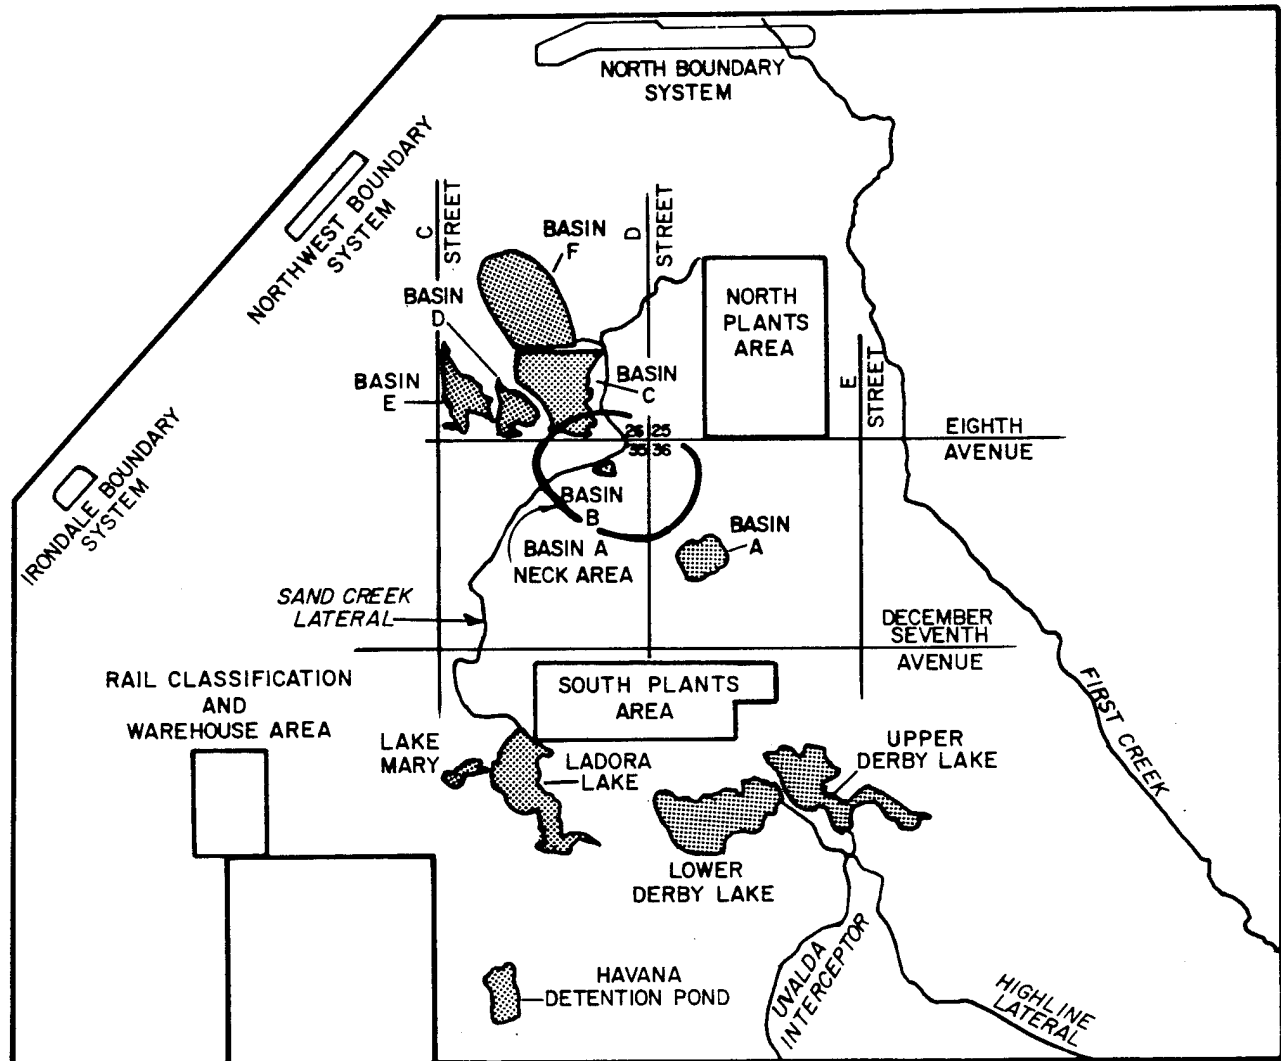 NORTH BOUNDARY
SYSTEM
NORTHWEST BOUNDARY
SYSTEM
C
STREET
BASIN
F
D
STREET
BASIN
D
NORTH
PLANTS
AREA
BASIN
E
BASIN
C
E
STREET
26 25
35 36
EIGHTH
AVENUE
IRONDALE BOUNDARY
SYSTEM
BASIN
B
BASIN
A
BASIN A
NECK AREA
SAND CREEK
LATERAL
DECEMBER
SEVENTH
AVENUE
RAIL CLASSIFICATION
AND
WAREHOUSE AREA
SOUTH PLANTS
AREA
FIRST CREEK
LAKE
MARY
LADORA
LAKE
UPPER
DERBY LAKE
LOWER
DERBY LAKE
HAVANA
DETENTION POND
UVALDA
INTERCEPTOR
HIGHLINE
LATERAL